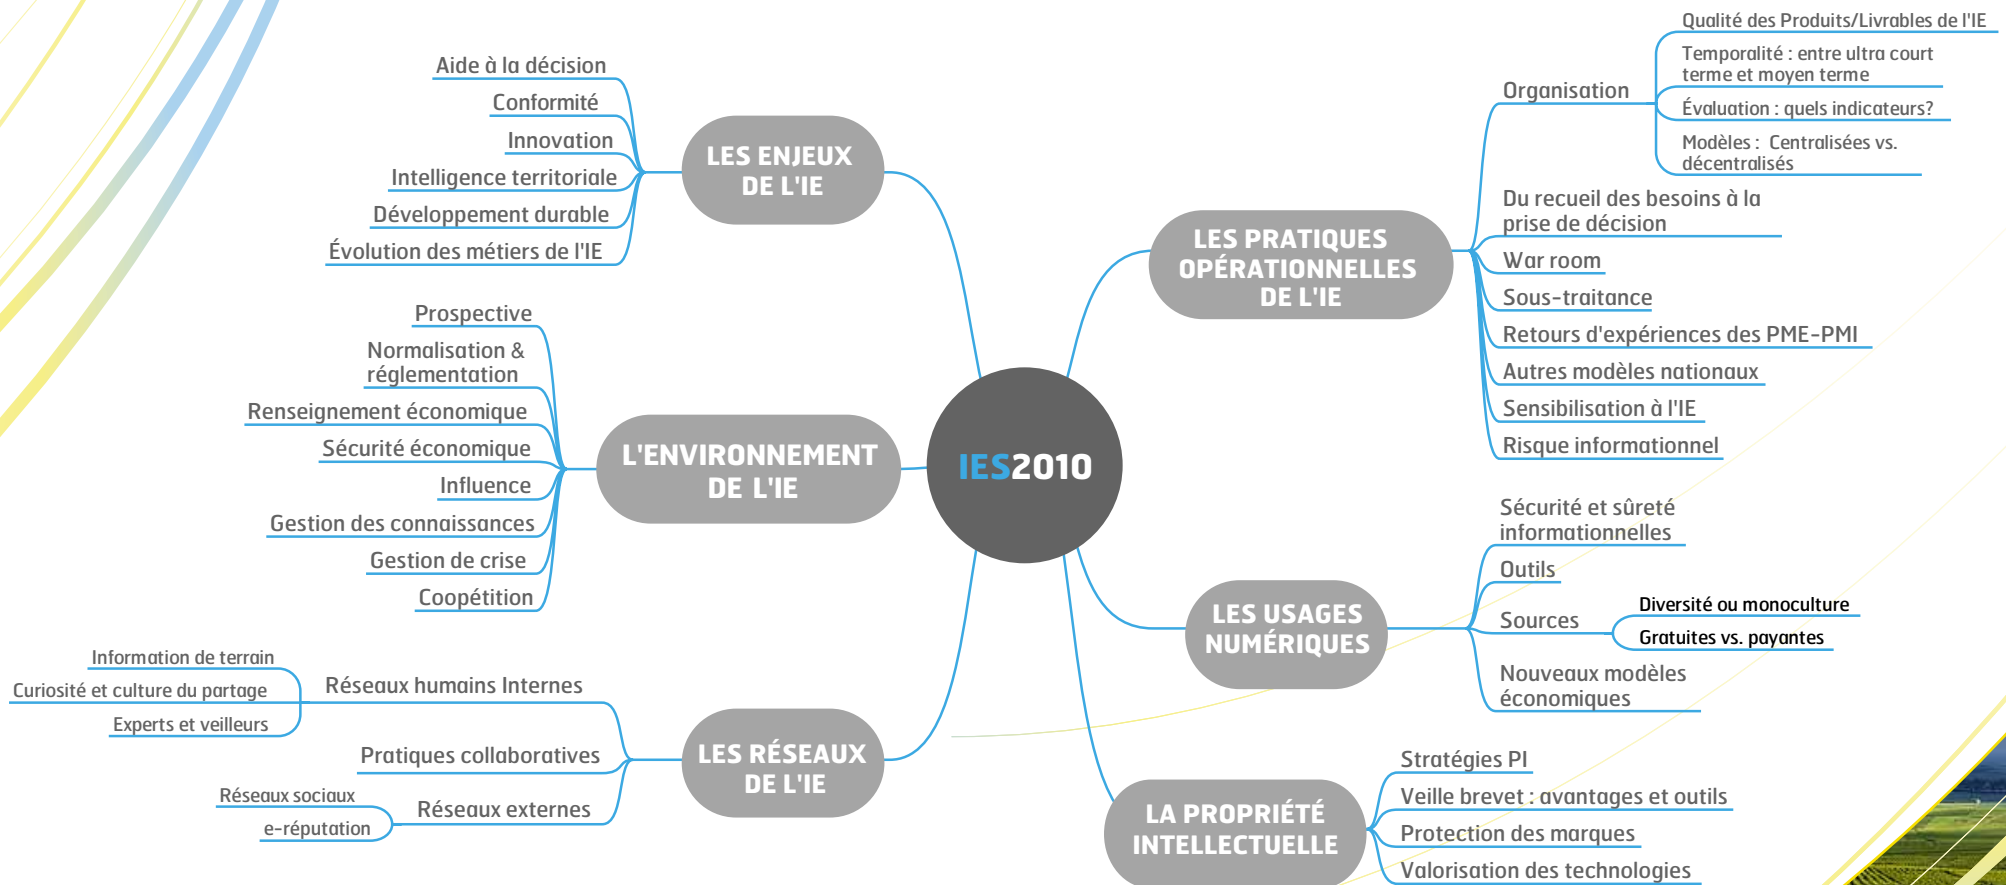 Aide à la décision
Conformité
Innovation
Intelligence territoriale
Développement durable
Évolution des métiers de l'IE
LES ENJEUX
DE L'IE
Prospective
Normalisation &
réglementation
Renseignement économique
Sécurité économique
Influence
Gestion des connaissances
Gestion de crise
Coopétition
L'ENVIRONNEMENT
DE L'IE
Information de terrain
Curiosité et culture du partage
Experts et veilleurs
Réseaux humains Internes
Pratiques collaboratives
Réseaux sociaux
e-réputation
Réseaux externes
LES RÉSEAUX
DE L'IE
IES2010
LES PRATIQUES
OPÉRATIONNELLES
DE L'IE
Organisation
Qualité des Produits/Livrables de l'IE
Temporalité : entre ultra court
terme et moyen terme
Évaluation : quels indicateurs?
Modèles : Centralisées vs.
décentralisés
Du recueil des besoins à la
prise de décision
War room
Sous-traitance
Retours d'expériences des PME-PMI
Autres modèles nationaux
Sensibilisation à l'IE
Risque informationnel
LES USAGES
NUMÉRIQUES
Sécurité et sûreté
informationnelles
Outils
Sources
Diversité ou monoculture
Gratuites vs. payantes
Nouveaux modèles
économiques
LA PROPRIÉTÉ
INTELLECTUELLE
Stratégies PI
Veille brevet : avantages et outils
Protection des marques
Valorisation des technologies